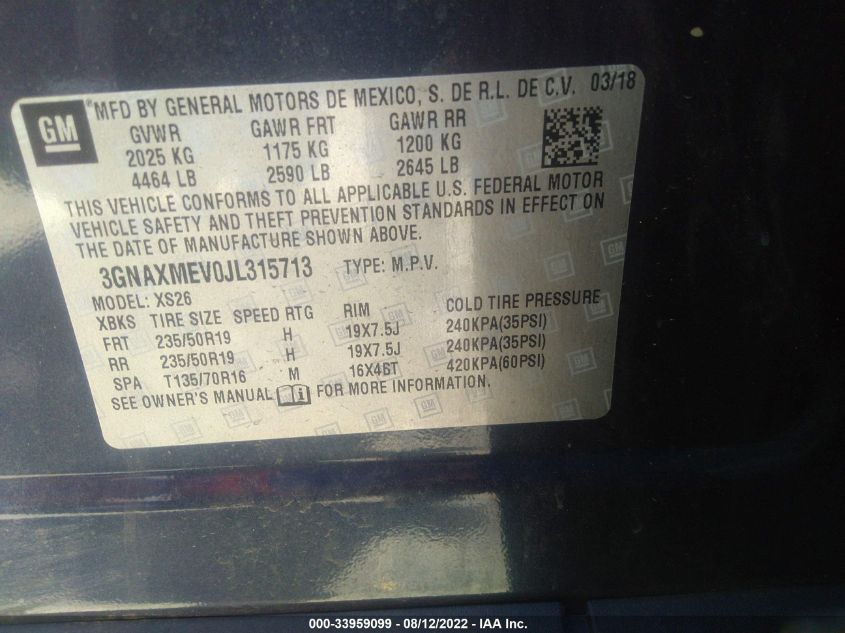 GM ®MFD BY GENERAL MOTORS DE MEXICO, S. DE R.L. DE C.V. 03/18
GVWR GAWR FRT GAWR RR
2025 KG 1175 KG 1200 KG
4464 LB 2590 LB 2645 LB
THIS VEHICLE CONFORMS TO ALL APPLICABLE U.S. FEDERAL MOTOR
VEHICLE SAFETY AND THEFT PREVENTION STANDARDS IN EFFECT ON
THE DATE OF MANUFACTURE SHOWN ABOVE.
3GNAXMEV0JL315713 TYPE: M.P.V.
MODEL: XS26
XBKS TIRE SIZE SPEED RTG RIM COLD TIRE PRESSURE
FRT 235/50R19 H 19X7.5J 240KPA(35PSI)
RR 235/50R19 H 19X7.5J 240KPA(35PSI)
SPA T135/70R16 M 16X4BT 420KPA(60PSI)
SEE OWNER'S MANUAL FOR MORE INFORMATION.
000-33959099 - 08/12/2022 - IAA Inc.